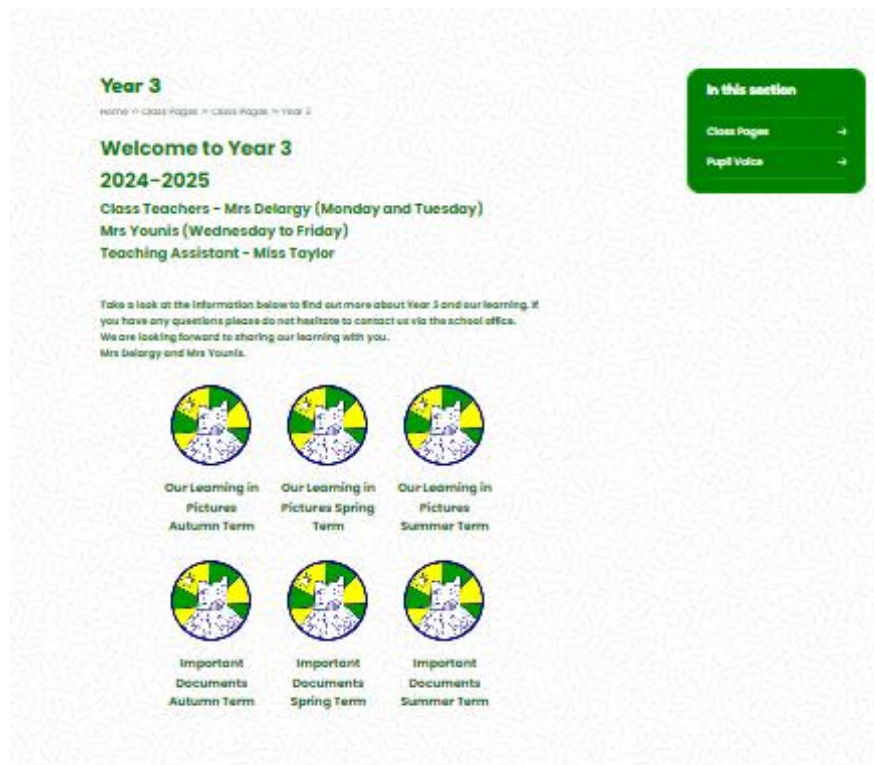 Year 3
Home » Class Pages » Class Pages » Year 3
Welcome to Year 3
2024-2025
Class Teachers - Mrs Delargy (Monday and Tuesday)
Mrs Younis (Wednesday to Friday)
Teaching Assistant - Miss Taylor
Take a look at the information below to find out more about Year 3 and our learning. If
you have any questions please do not hesitate to contact us via the school office.
We are looking forward to sharing our learning with you.
Mrs Delargy and Mrs Younis.
Our Learning in
Pictures
Autumn Term
Our Learning in
Pictures Spring
Term
Our Learning in
Pictures
Summer Term
Important
Documents
Autumn Term
Important
Documents
Spring Term
Important
Documents
Summer Term
In this section
Class Pages →
Pupil Voice →